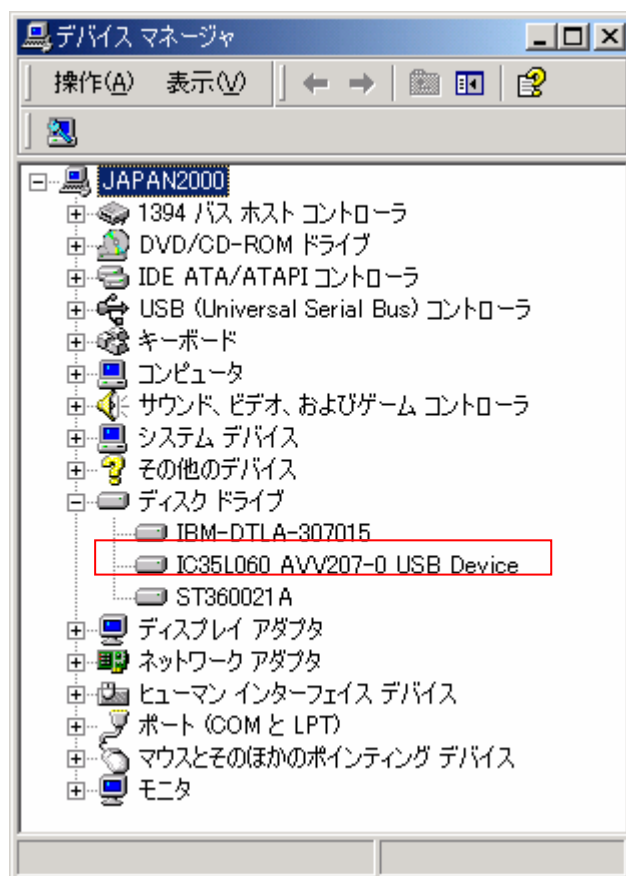 デバイス マネージャ
操作(A) 表示(V)
JAPAN2000
1394 バス ホスト コントローラ
DVD/CD-ROM ドライブ
IDE ATA/ATAPI コントローラ
USB (Universal Serial Bus) コントローラ
キーボード
コンピュータ
サウンド、ビデオ、およびゲーム コントローラ
システム デバイス
その他のデバイス
ディスク ドライブ
IBM-DTLA-307015
IC35L060 AVV207-0 USB Device
ST360021A
ディスプレイ アダプタ
ネットワーク アダプタ
ヒューマン インターフェイス デバイス
ポート (COM と LPT)
マウスとそのほかのポインティング デバイス
モニタ